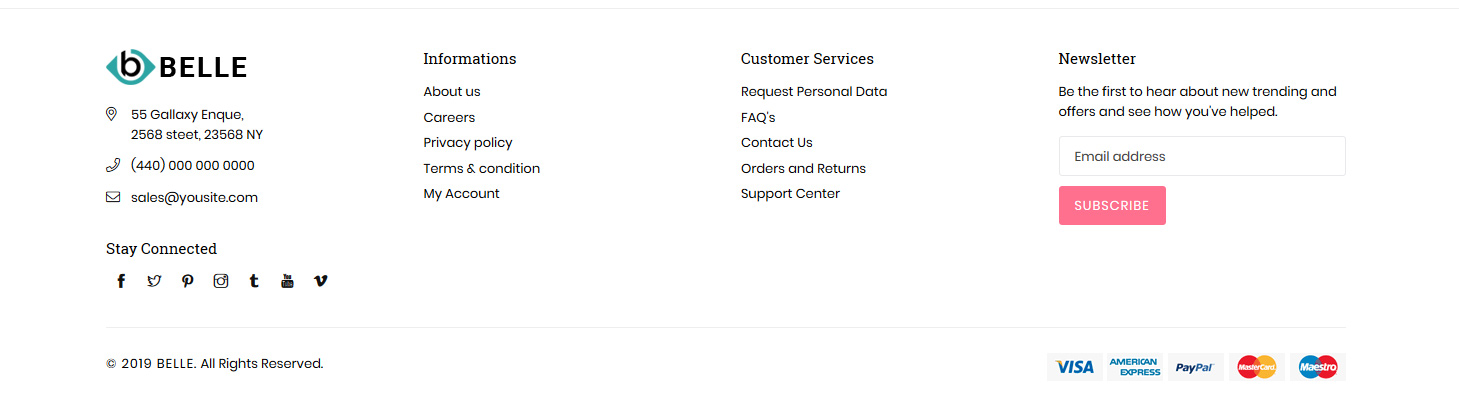 b BELLE
55 Gallaxy Enque,
2568 steet, 23568 NY
(440) 000 000 0000
sales@yousite.com
Stay Connected
You Tube
Informations
About us
Careers
Privacy policy
Terms & condition
My Account
Customer Services
Request Personal Data
FAQ's
Contact Us
Orders and Returns
Support Center
Newsletter
Be the first to hear about new trending and
offers and see how you've helped.
Email address
SUBSCRIBE
© 2019 BELLE. All Rights Reserved.
VISA
AMERICAN
EXPRESS
PayPal
MasterCard
Maestro